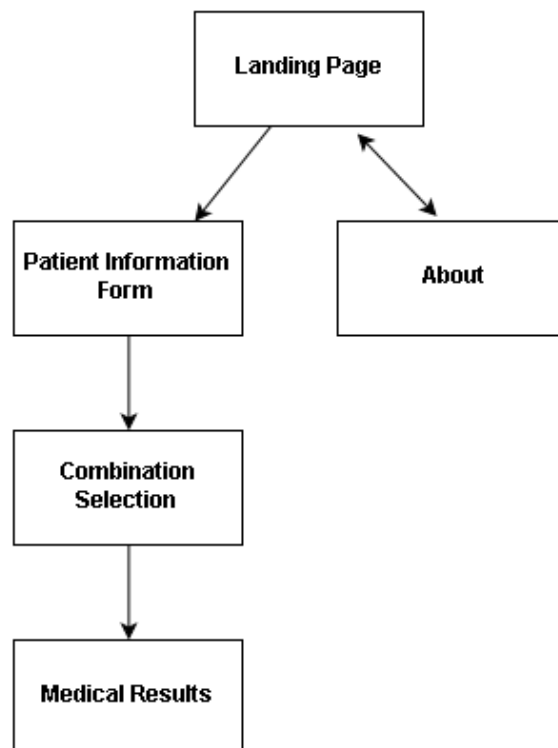 Landing Page
Patient Information
Form
About
Combination
Selection
Medical Results